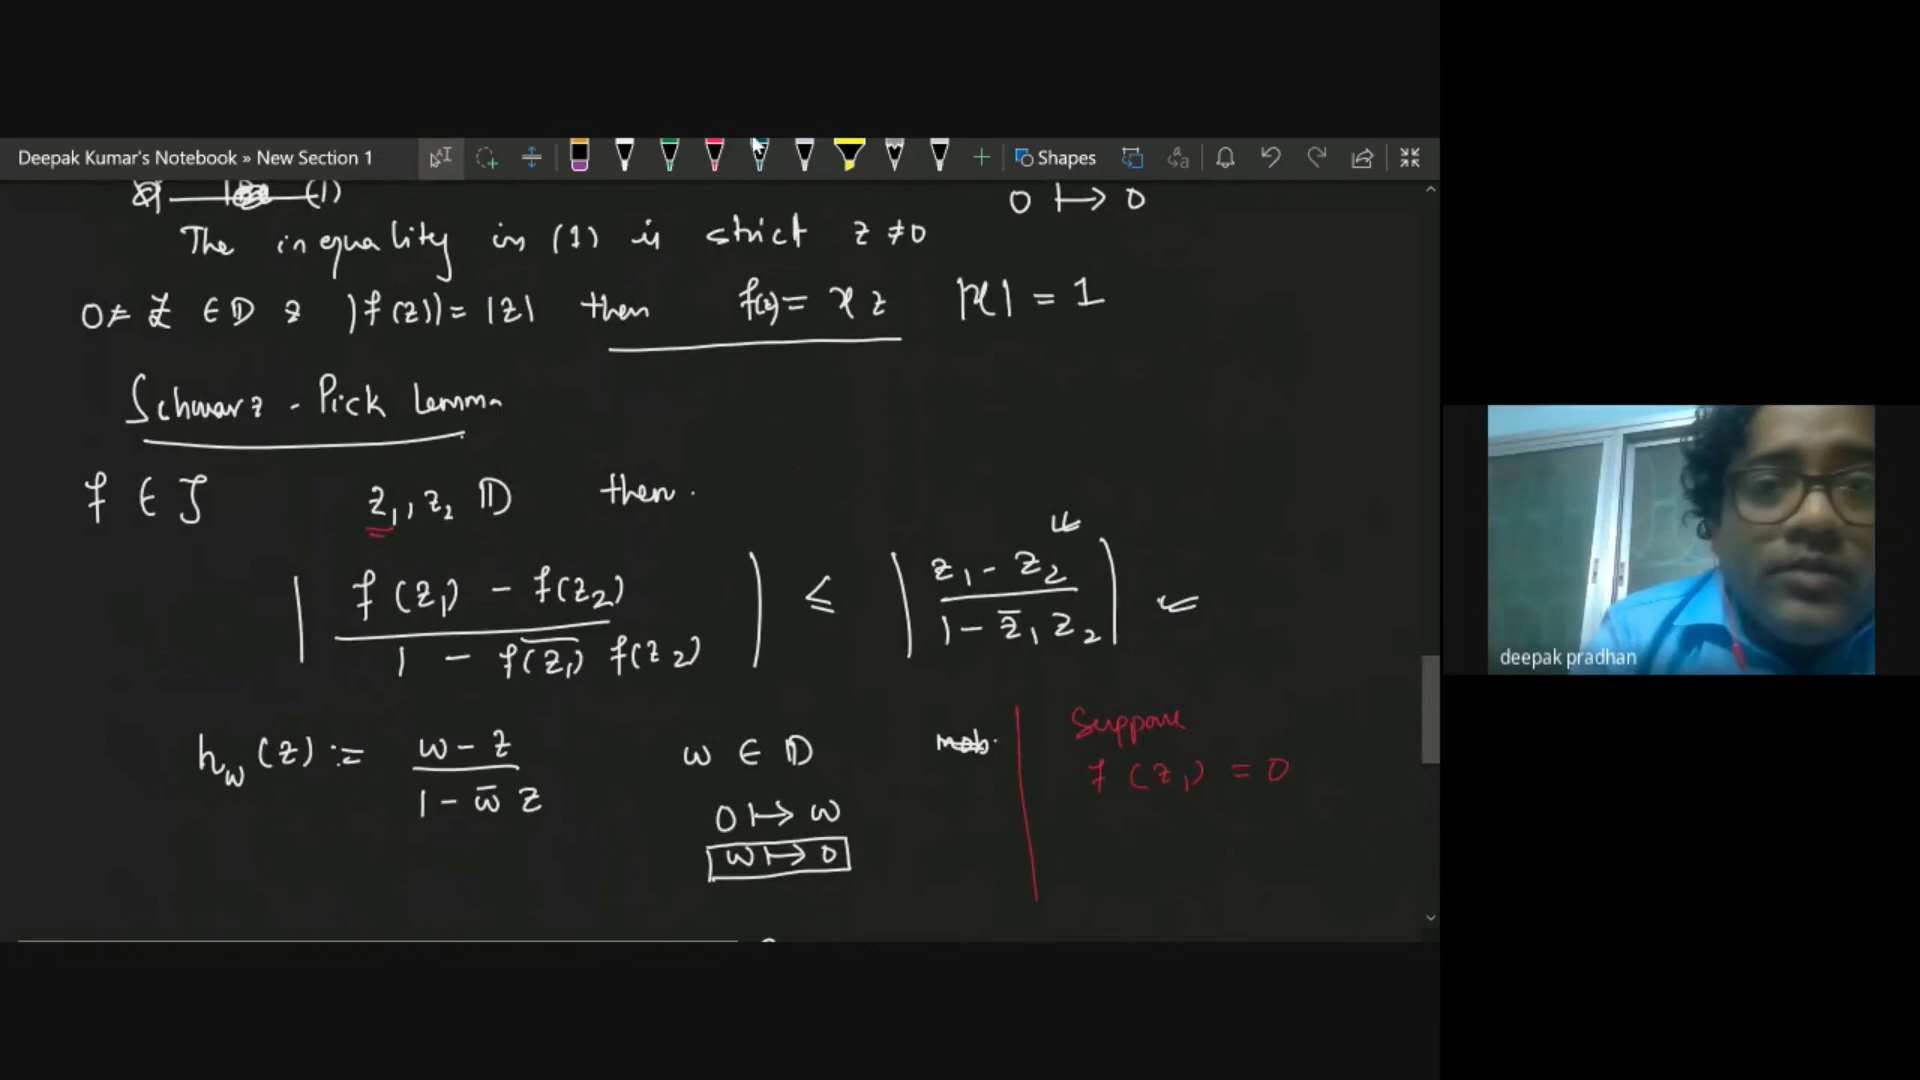 Deepak Kumar's Notebook » New Section 1
Shapes
(1)
0 ↦ 0
The inequality in (1) is strict z ≠ 0
0 ≠ z ∈ 𝔻 & |f(z)| = |z| then f(z) = x z |x| = 1
Schwarz - Pick Lemma
f ∈ S z₁, z₂ 𝔻 then.
| f(z₁) - f(z₂) / 1 - \overline{f(z₁)} f(z₂) | ≤ | z₁ - z₂ / 1 - z̄₁ z₂ |
h_w(z) := w - z / 1 - w̄ z w ∈ 𝔻
0 ↦ w
w ↦ 0
Suppose
f(z₁) = 0
deepak pradhan